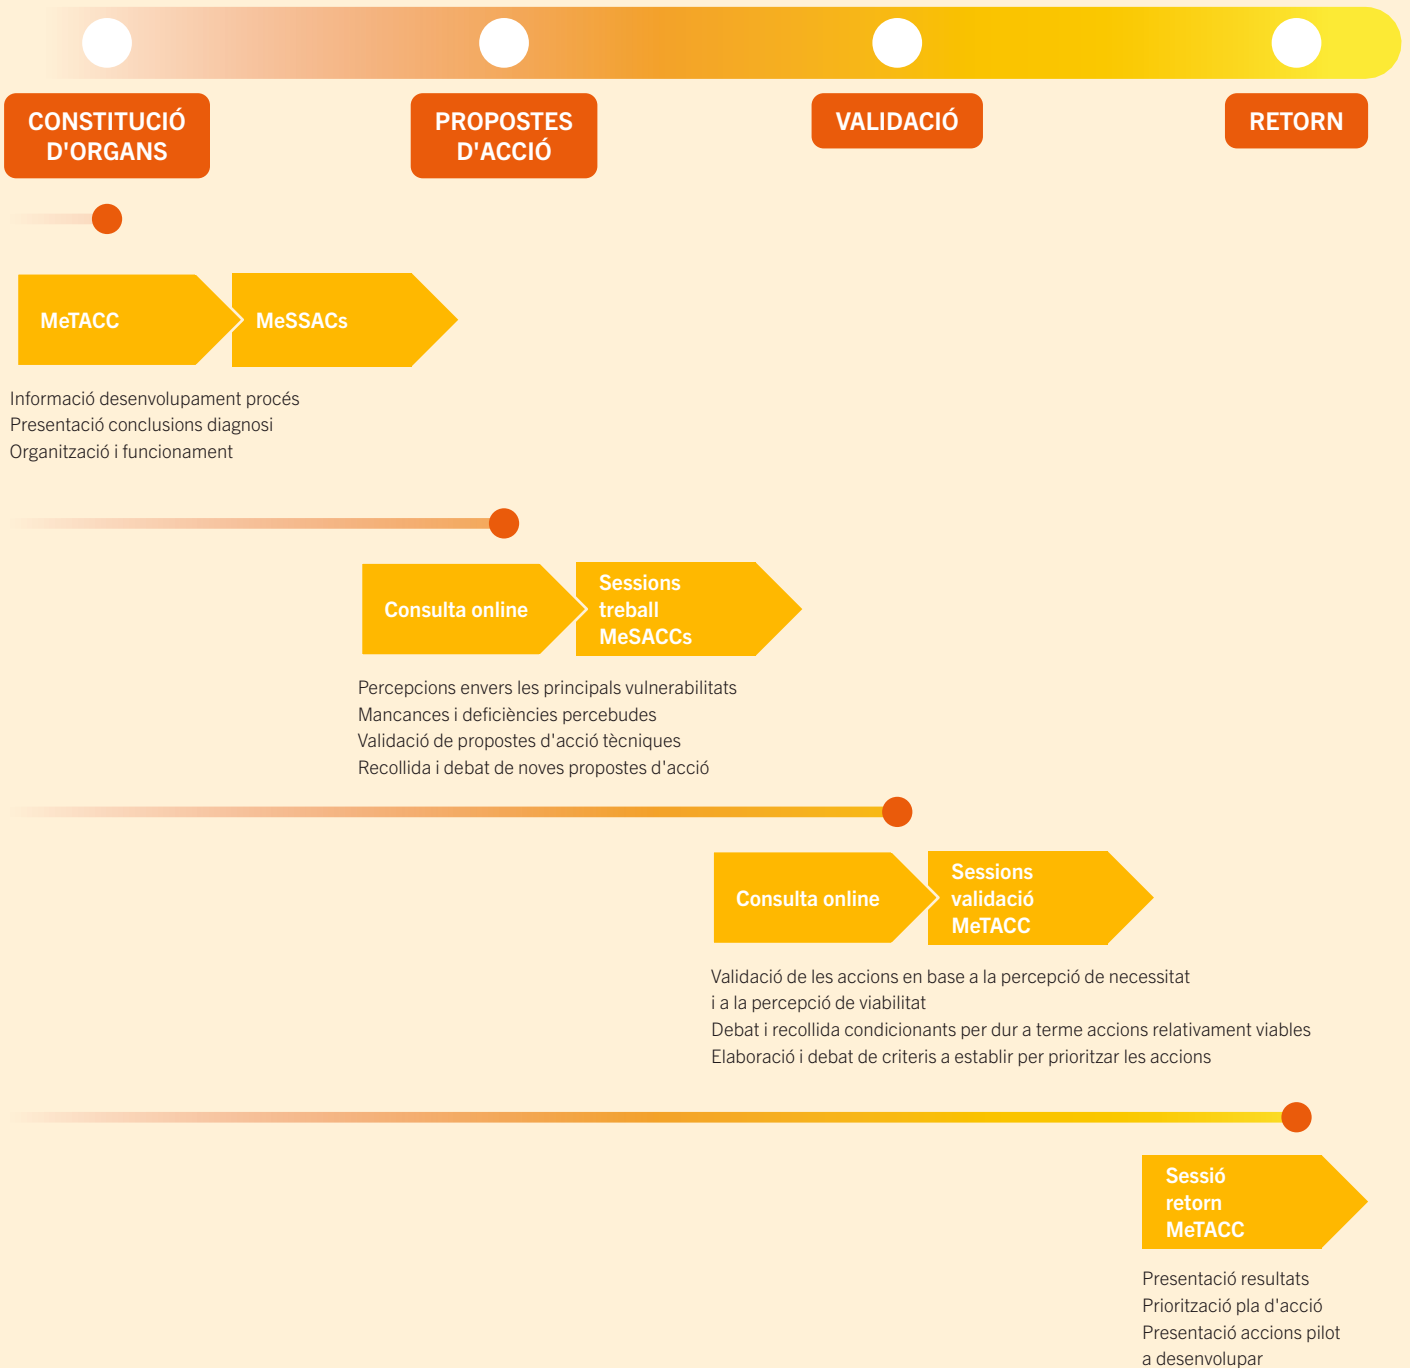 CONSTITUCIÓ
D'ORGANS
PROPOSTES
D'ACCIÓ
VALIDACIÓ
RETORN
MeTACC
MeSSACs
Informació desenvolupament procés
Presentació conclusions diagnosi
Organització i funcionament
Consulta online
Sessions
treball
MeSACCs
Percepcions envers les principals vulnerabilitats
Mancances i deficiències percebudes
Validació de propostes d'acció tècniques
Recollida i debat de noves propostes d'acció
Consulta online
Sessions
validació
MeTACC
Validació de les accions en base a la percepció de necessitat
i a la percepció de viabilitat
Debat i recollida condicionants per dur a terme accions relativament viables
Elaboració i debat de criteris a establir per prioritzar les accions
Sessió
retorn
MeTACC
Presentació resultats
Priorització pla d'acció
Presentació accions pilot
a desenvolupar